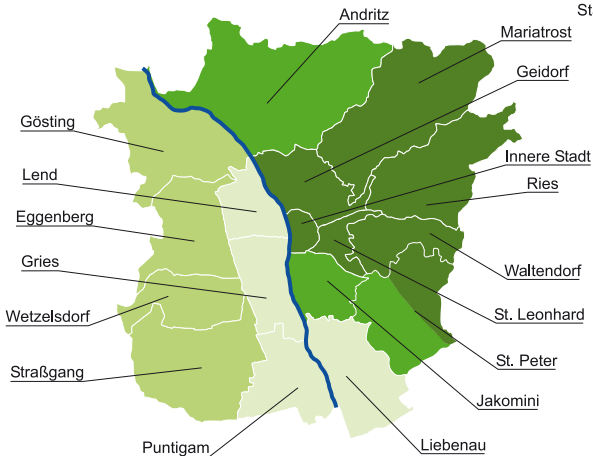 St
Andritz
Mariatrost
Geidorf
Gösting
Innere Stadt
Lend
Ries
Eggenberg
Gries
Waltendorf
Wetzelsdorf
St. Leonhard
St. Peter
Straßgang
Jakomini
Puntigam
Liebenau